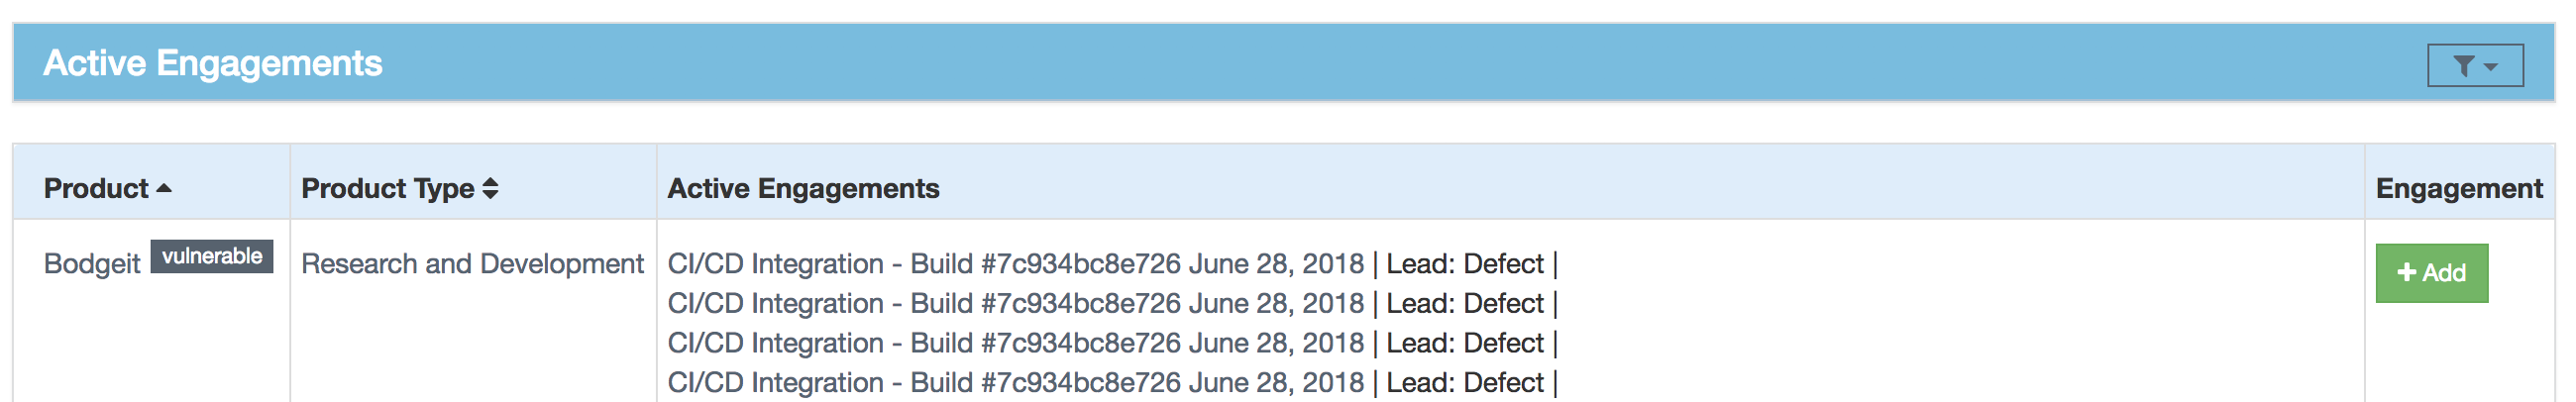 Active Engagements
Product Product Type Active Engagements Engagement
Bodgeit vulnerable Research and Development CI/CD Integration - Build #7c934bc8e726 June 28, 2018 | Lead: Defect | Add
CI/CD Integration - Build #7c934bc8e726 June 28, 2018 | Lead: Defect |
CI/CD Integration - Build #7c934bc8e726 June 28, 2018 | Lead: Defect |
CI/CD Integration - Build #7c934bc8e726 June 28, 2018 | Lead: Defect |